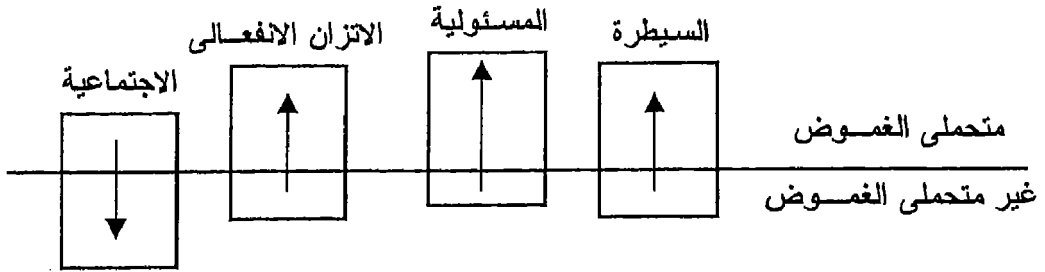 السيطرة
المسئولية
الاتزان الانفعالى
الاجتماعية
متحملى الغموض
غير متحملى الغموض